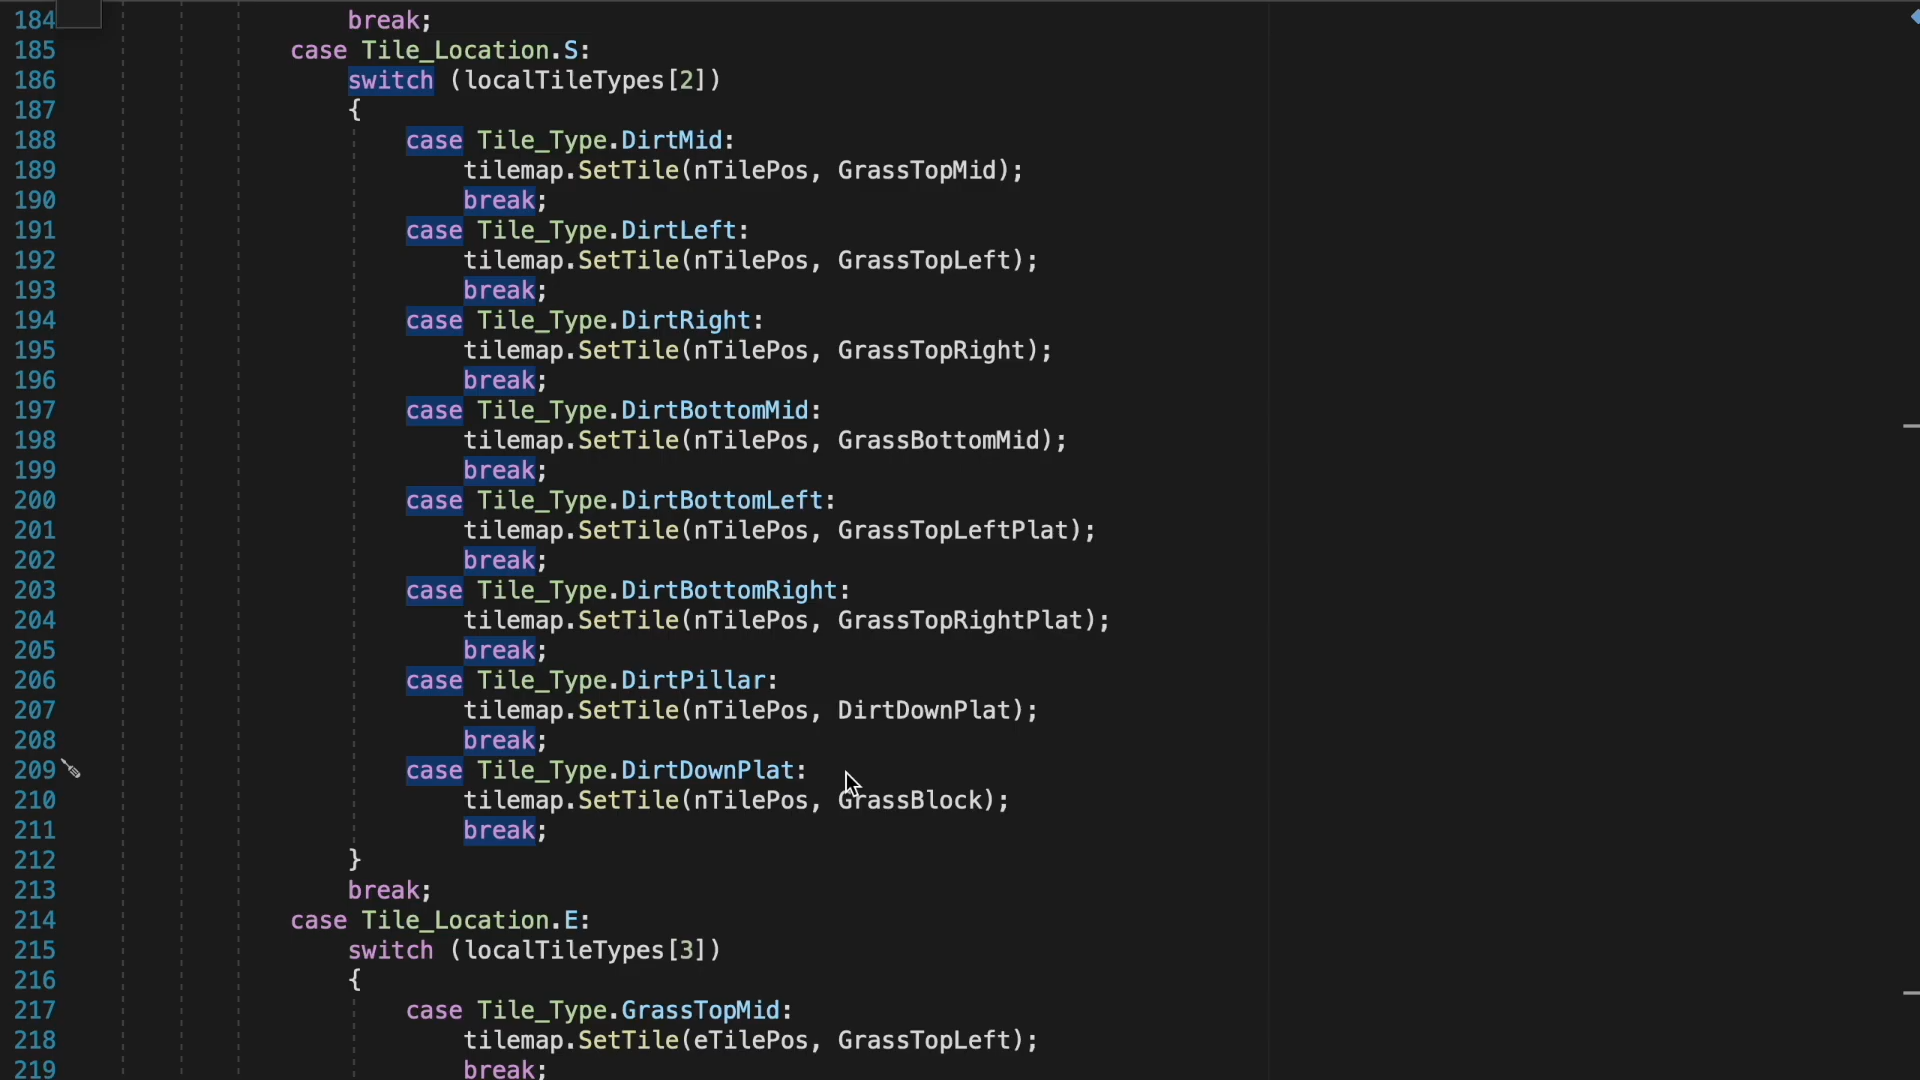 184 break;
185 case Tile_Location.S:
186 switch (localTileTypes[2])
187 {
188 case Tile_Type.DirtMid:
189 tilemap.SetTile(nTilePos, GrassTopMid);
190 break;
191 case Tile_Type.DirtLeft:
192 tilemap.SetTile(nTilePos, GrassTopLeft);
193 break;
194 case Tile_Type.DirtRight:
195 tilemap.SetTile(nTilePos, GrassTopRight);
196 break;
197 case Tile_Type.DirtBottomMid:
198 tilemap.SetTile(nTilePos, GrassBottomMid);
199 break;
200 case Tile_Type.DirtBottomLeft:
201 tilemap.SetTile(nTilePos, GrassTopLeftPlat);
202 break;
203 case Tile_Type.DirtBottomRight:
204 tilemap.SetTile(nTilePos, GrassTopRightPlat);
205 break;
206 case Tile_Type.DirtPillar:
207 tilemap.SetTile(nTilePos, DirtDownPlat);
208 break;
209 case Tile_Type.DirtDownPlat:
210 tilemap.SetTile(nTilePos, GrassBlock);
211 break;
212 }
213 break;
214 case Tile_Location.E:
215 switch (localTileTypes[3])
216 {
217 case Tile_Type.GrassTopMid:
218 tilemap.SetTile(eTilePos, GrassTopLeft);
219 break;